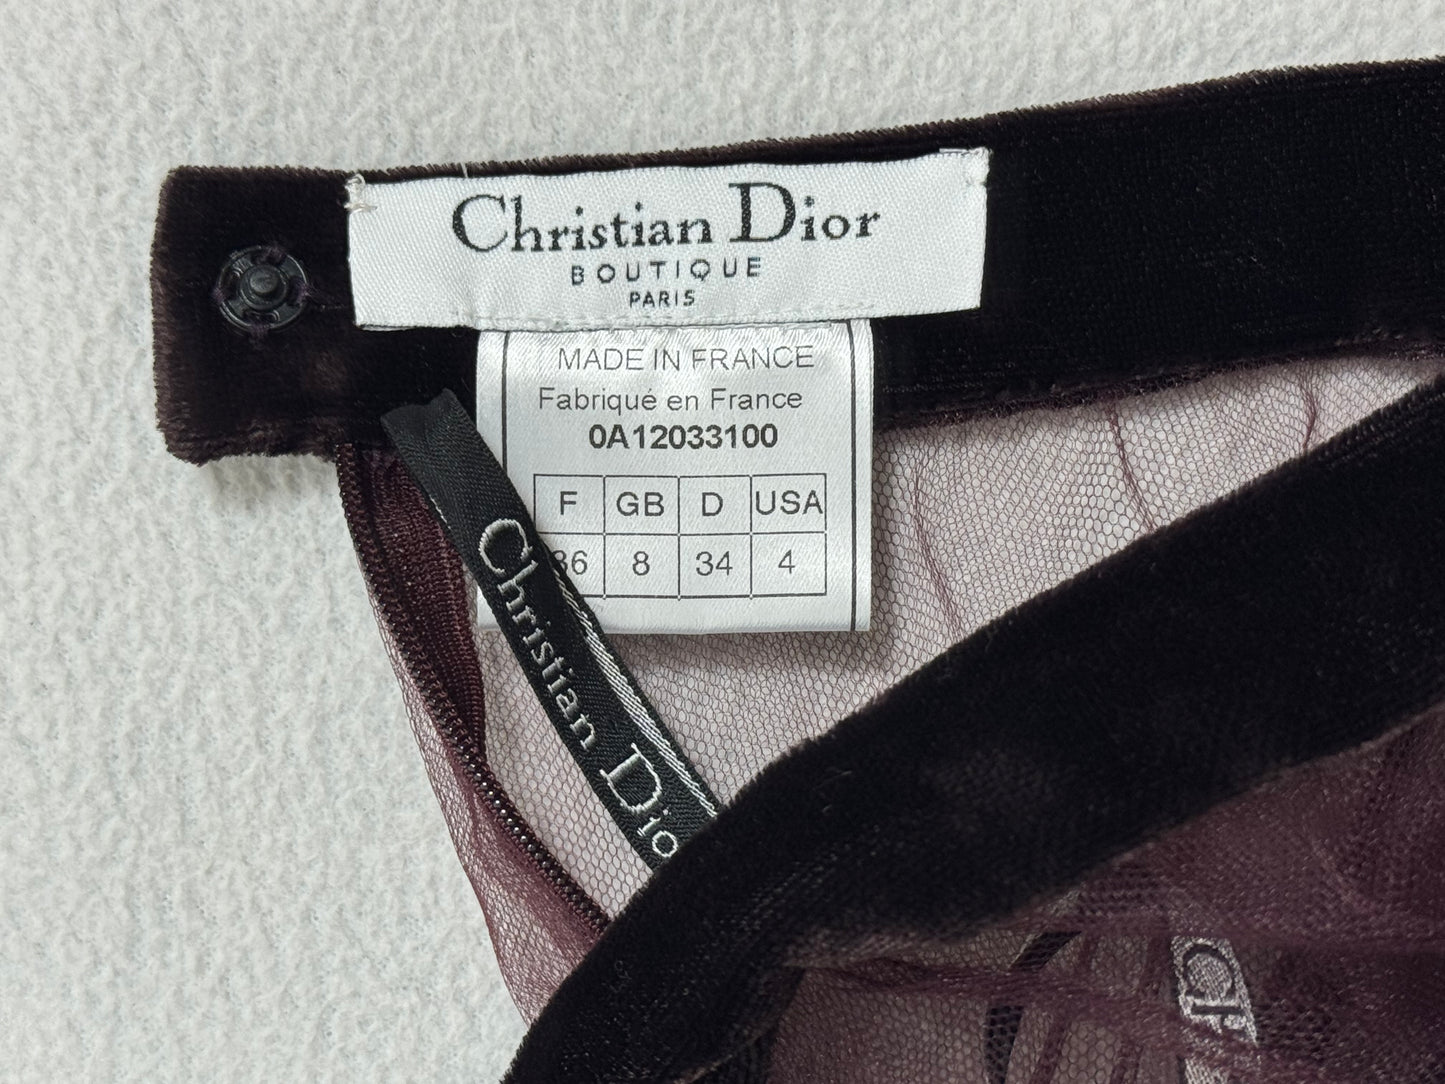 Christian Dior
BOUTIQUE
PARIS
MADE IN FRANCE
Fabriqué en France
0A12033100
F GB D USA
36 8 34 4
Christian Dio